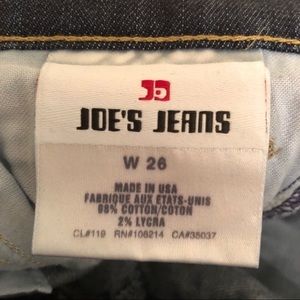 JOE'S JEANS
W 26
MADE IN USA
FABRIQUE AUX ETATS-UNIS
98% COTTON/COTON
2% LYCRA
CL#119 RN#106214 CA#35037